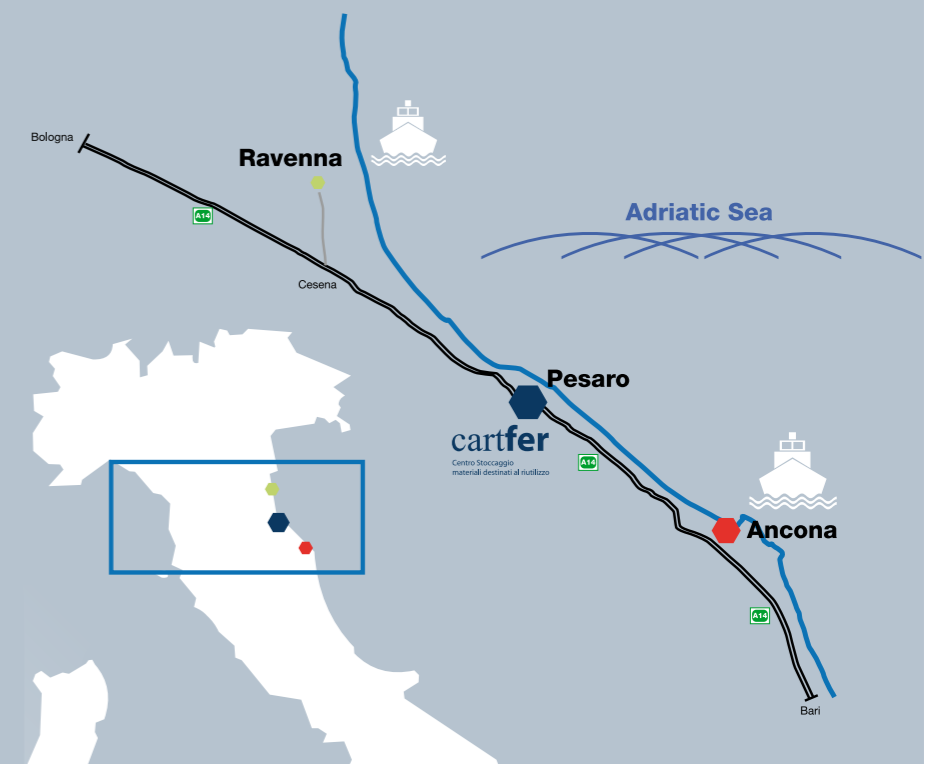 Bologna
Ravenna
A14
Adriatic Sea
Cesena
Pesaro
cartfer
Centro Stoccaggio
materiali destinati al riutilizzo
A14
Ancona
A14
Bari